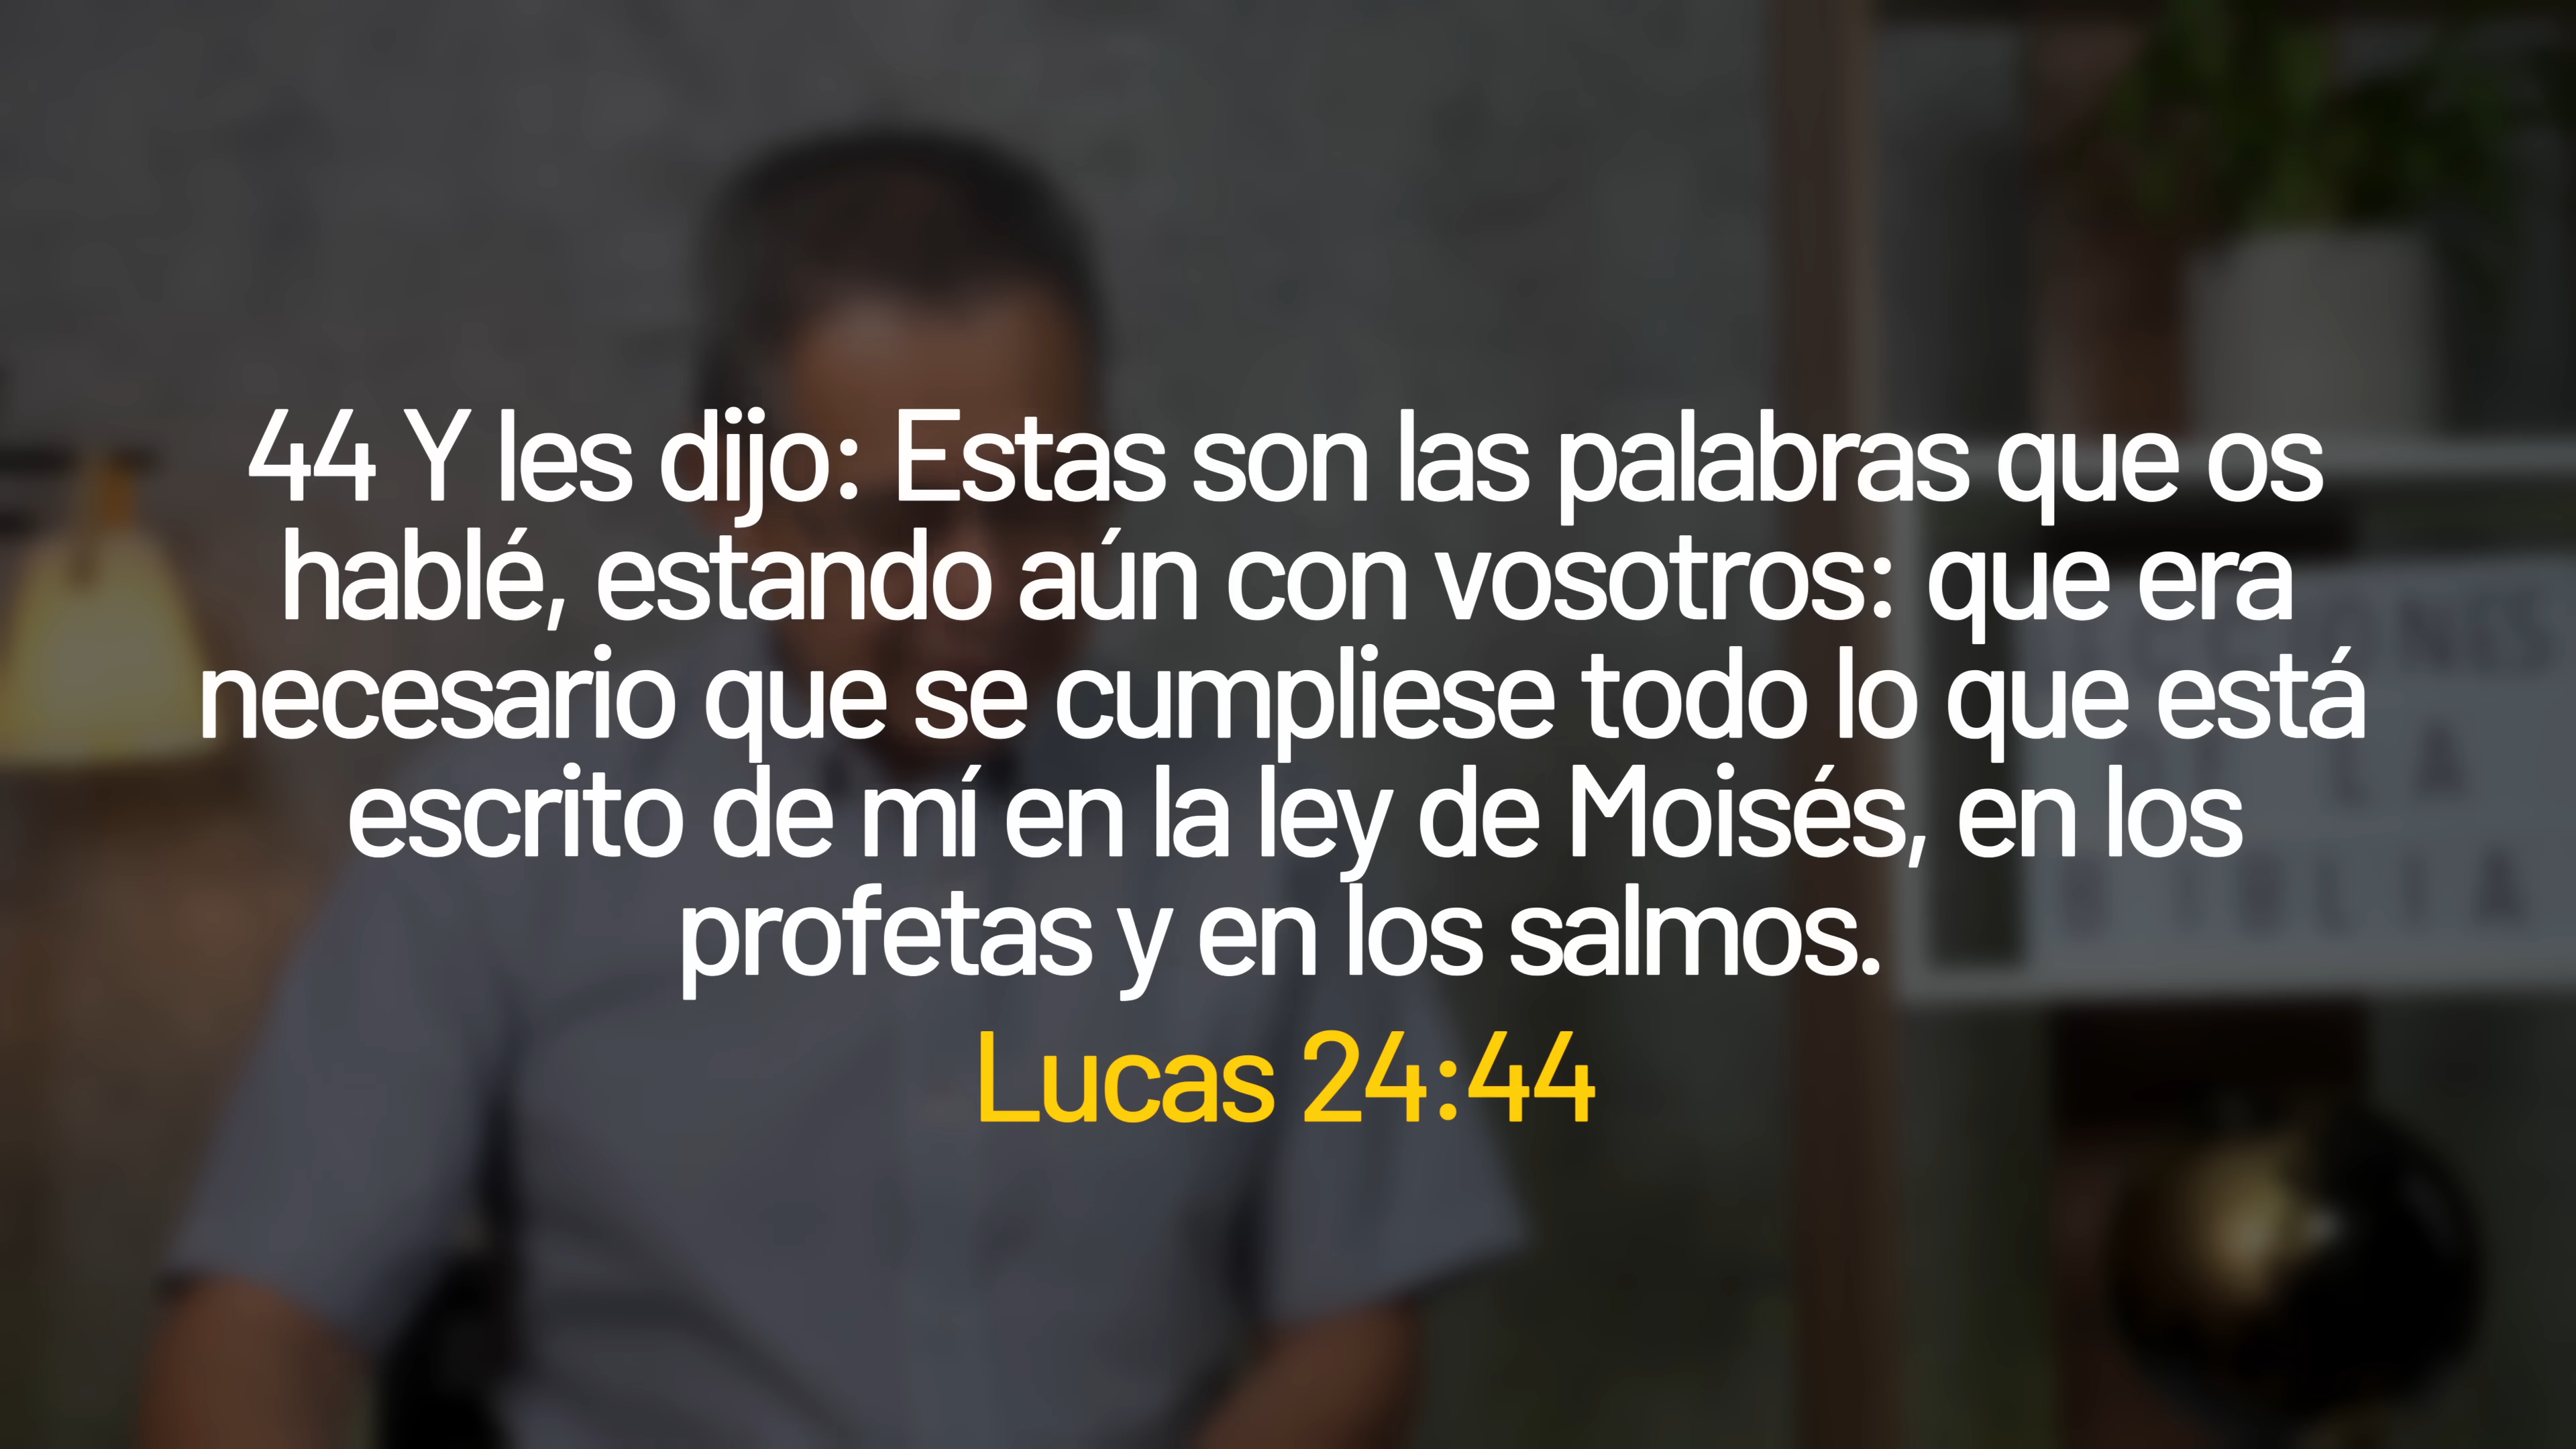 44 Y les dijo: Estas son las palabras que os
hablé, estando aún con vosotros: que era
necesario que se cumpliese todo lo que está
escrito de mí en la ley de Moisés, en los
profetas y en los salmos.
Lucas 24:44
LA
BIBLIA